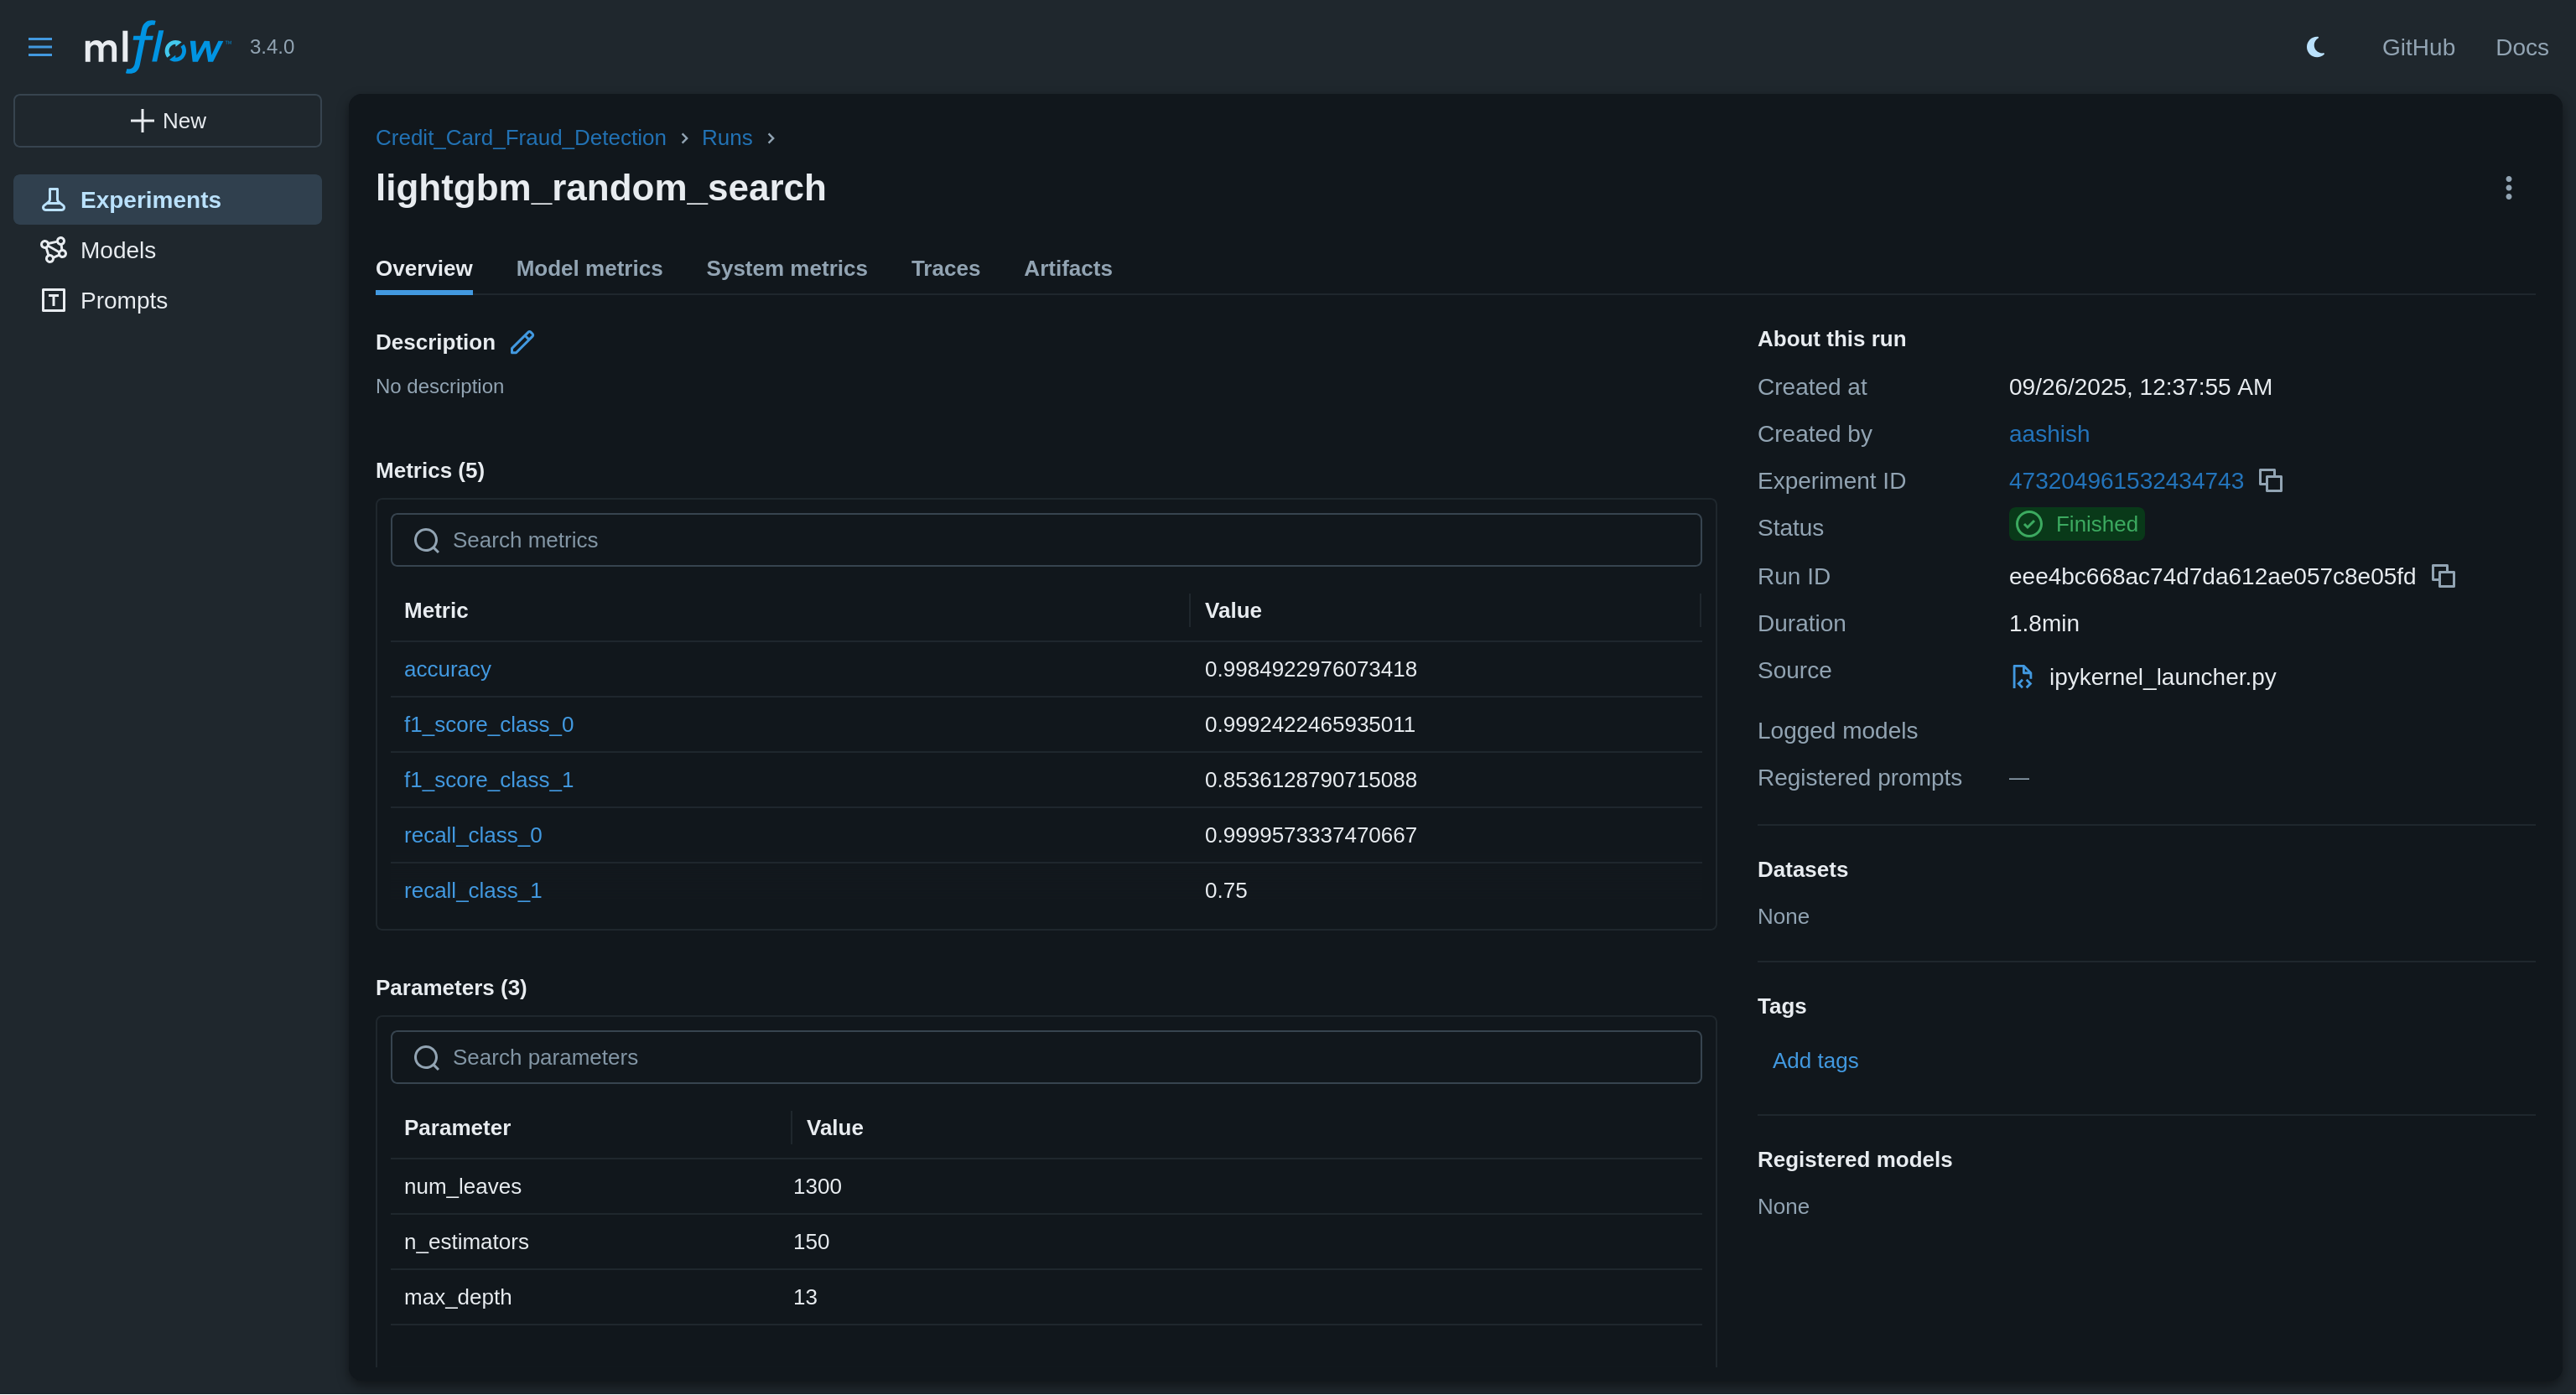 mlflow™ 3.4.0
GitHub Docs
New
Experiments
Models
Prompts
Credit_Card_Fraud_Detection > Runs >
lightgbm_random_search
Overview Model metrics System metrics Traces Artifacts
Description
No description
Metrics (5)
Search metrics
Metric Value
accuracy 0.9984922976073418
f1_score_class_0 0.9992422465935011
f1_score_class_1 0.8536128790715088
recall_class_0 0.9999573337470667
recall_class_1 0.75
Parameters (3)
Search parameters
Parameter Value
num_leaves 1300
n_estimators 150
max_depth 13
About this run
Created at 09/26/2025, 12:37:55 AM
Created by aashish
Experiment ID 473204961532434743
Status Finished
Run ID eee4bc668ac74d7da612ae057c8e05fd
Duration 1.8min
Source ipykernel_launcher.py
Logged models
Registered prompts —
Datasets
None
Tags
Add tags
Registered models
None